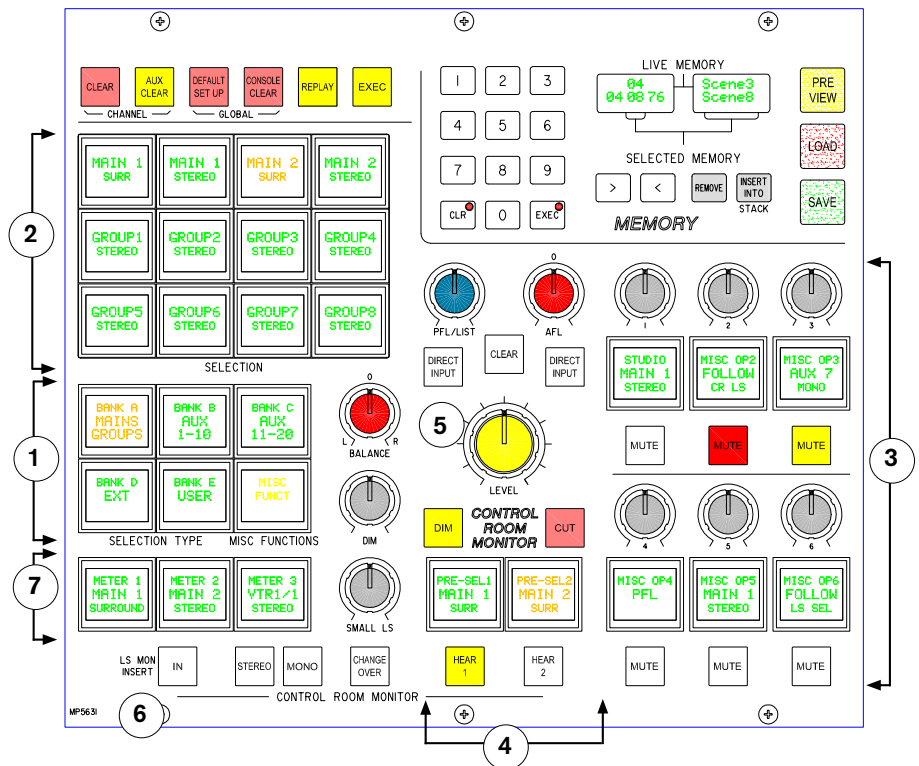 CLEAR
AUX
CLEAR
DEFAULT
SET UP
CONSOLE
CLEAR
REPLAY
EXEC
CHANNEL
GLOBAL
1 2 3
4 5 6
7 8 9
CLR 0 EXEC
LIVE MEMORY
04
04 08 76
Scene3
Scene8
SELECTED MEMORY
>
<
REMOVE
INSERT
INTO
STACK
MEMORY
PRE
VIEW
LOAD
SAVE
2
MAIN 1
SURR
MAIN 1
STEREO
MAIN 2
SURR
MAIN 2
STEREO
GROUP1
STEREO
GROUP2
STEREO
GROUP3
STEREO
GROUP4
STEREO
GROUP5
STEREO
GROUP6
STEREO
GROUP7
STEREO
GROUP8
STEREO
SELECTION
PFL/LIST
0
AFL
DIRECT
INPUT
CLEAR
DIRECT
INPUT
1
2
3
STUDIO
MAIN 1
STEREO
MISC OP2
FOLLOW
CR LS
MISC OP3
AUX 7
MONO
MUTE
MUTE
MUTE
3
1
BANK A
MAINS
GROUPS
BANK B
AUX
1-10
BANK C
AUX
11-20
BANK D
EXT
BANK E
USER
MISC
FUNCT
SELECTION TYPE
MISC FUNCTIONS
0
L
R
BALANCE
DIM
SMALL LS
5
LEVEL
DIM
CONTROL
ROOM
MONITOR
CUT
4
5
6
7
METER 1
MAIN 1
SURROUND
METER 2
MAIN 2
STEREO
METER 3
YTR1/1
STEREO
PRE-SEL1
MAIN 1
SURR
PRE-SEL2
MAIN 2
SURR
MISC OP4
PFL
MISC OP5
MAIN 1
STEREO
MISC OP6
FOLLOW
LS SEL
LS MON
INSERT
IN
STEREO
MONO
CHANGE
OVER
HEAR
1
HEAR
2
MUTE
MUTE
MUTE
CONTROL ROOM MONITOR
MP5631
6
4